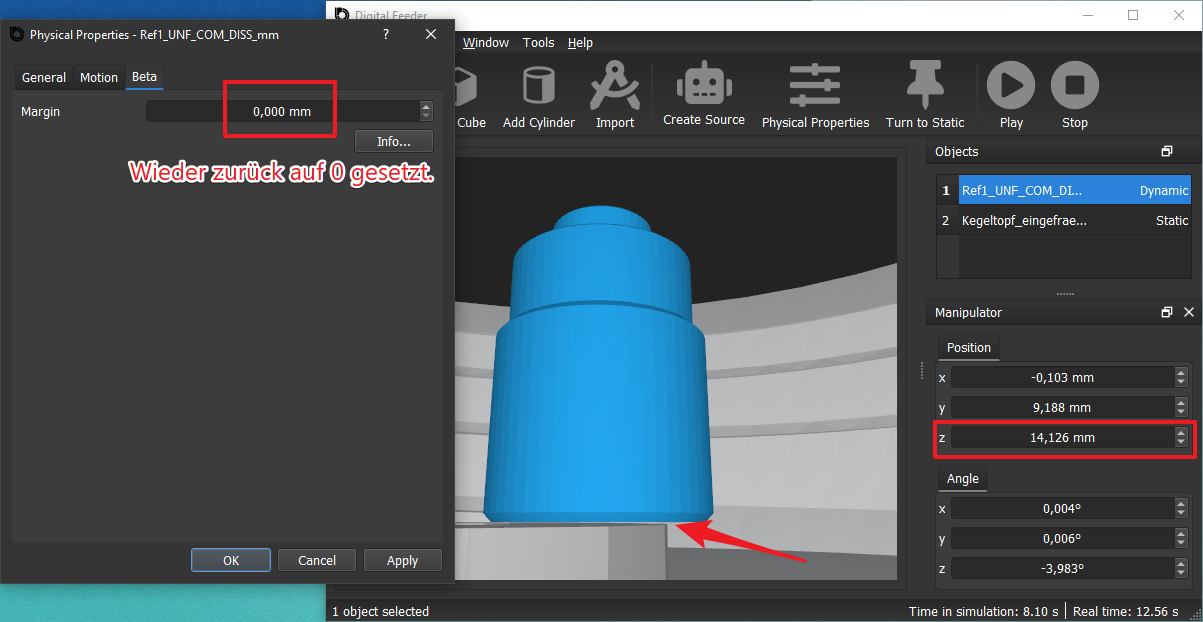 Digital Feeder
Physical Properties - Ref1_UNF_COM_DISS_mm
?
General
Motion
Beta
Margin
0,000 mm
Info...
Wieder zurück auf 0 gesetzt.
OK
Cancel
Apply
Window
Tools
Help
Cube
Add Cylinder
Import
Create Source
Physical Properties
Turn to Static
Play
Stop
Objects
1 Ref1_UNF_COM_DI... Dynamic
2 Kegeltopf_eingefrae... Static
Manipulator
Position
x -0,103 mm
y 9,188 mm
z 14,126 mm
Angle
x 0,004°
y 0,006°
z -3,983°
1 object selected
Time in simulation: 8.10 s
Real time: 12.56 s